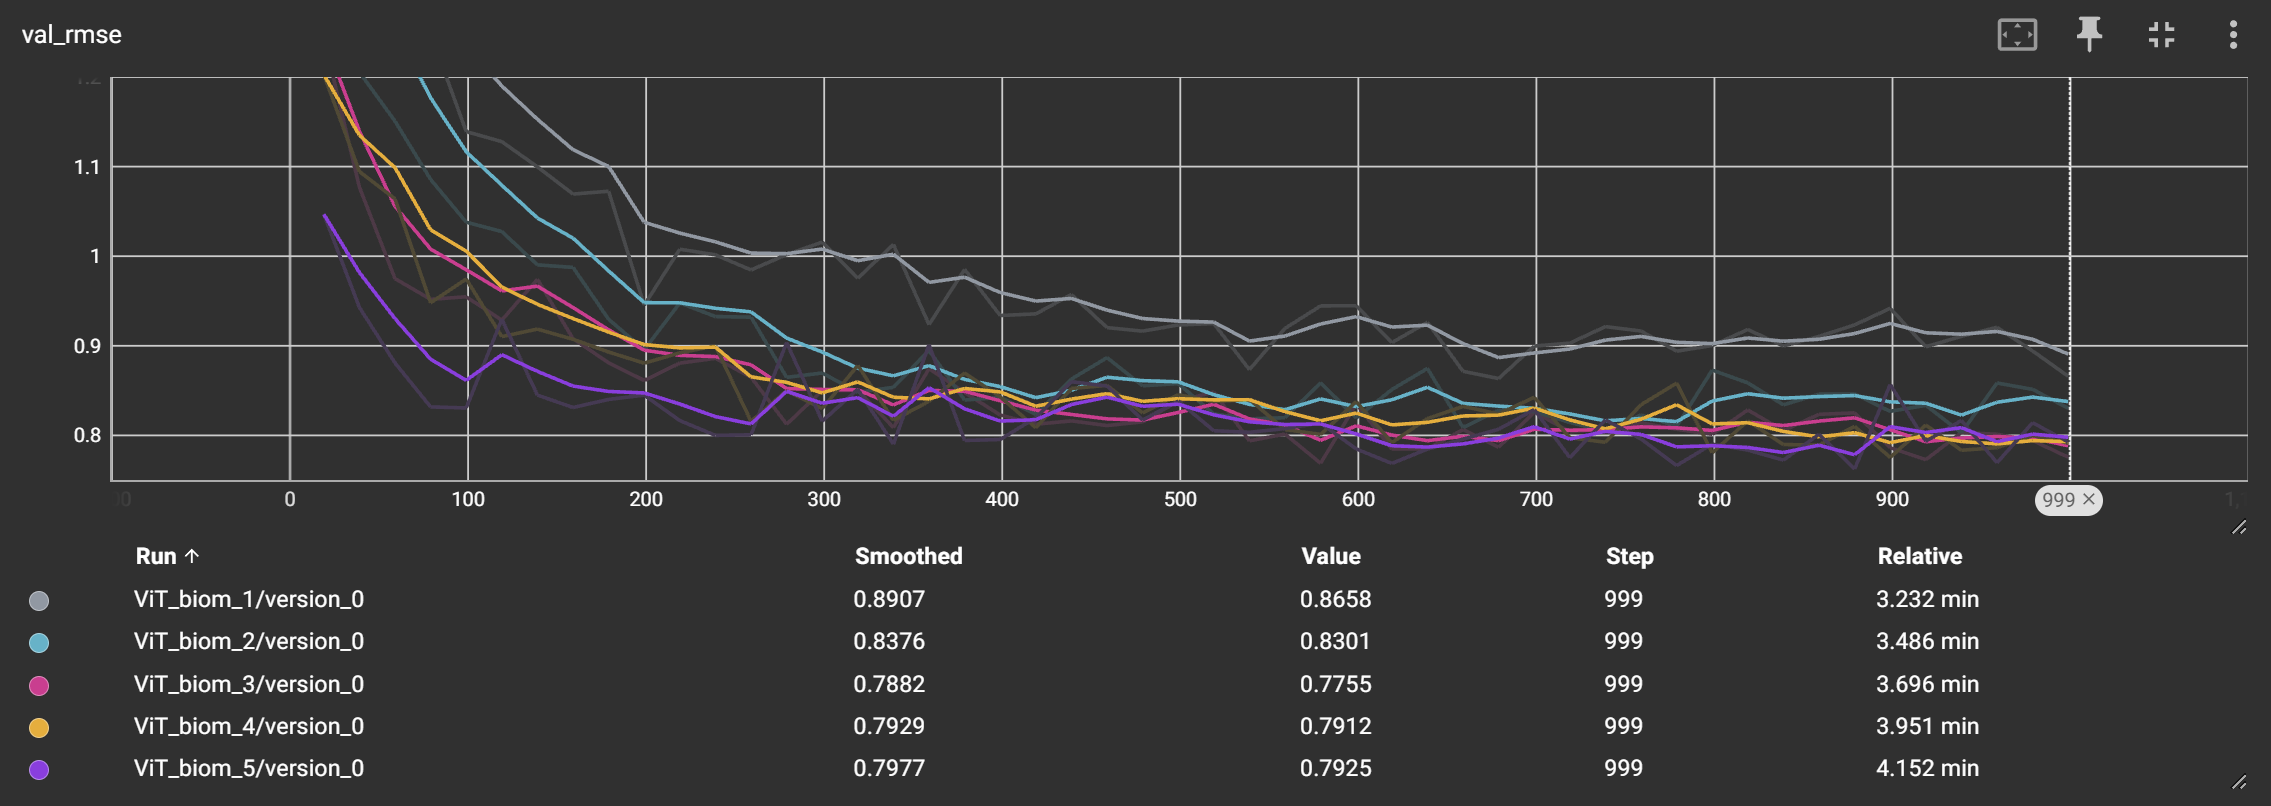 val_rmse
1.2
1.1
1
0.9
0.8
0 100 200 300 400 500 600 700 800 900 999 ×
Run ↑ Smoothed Value Step Relative
ViT_biom_1/version_0 0.8907 0.8658 999 3.232 min
ViT_biom_2/version_0 0.8376 0.8301 999 3.486 min
ViT_biom_3/version_0 0.7882 0.7755 999 3.696 min
ViT_biom_4/version_0 0.7929 0.7912 999 3.951 min
ViT_biom_5/version_0 0.7977 0.7925 999 4.152 min